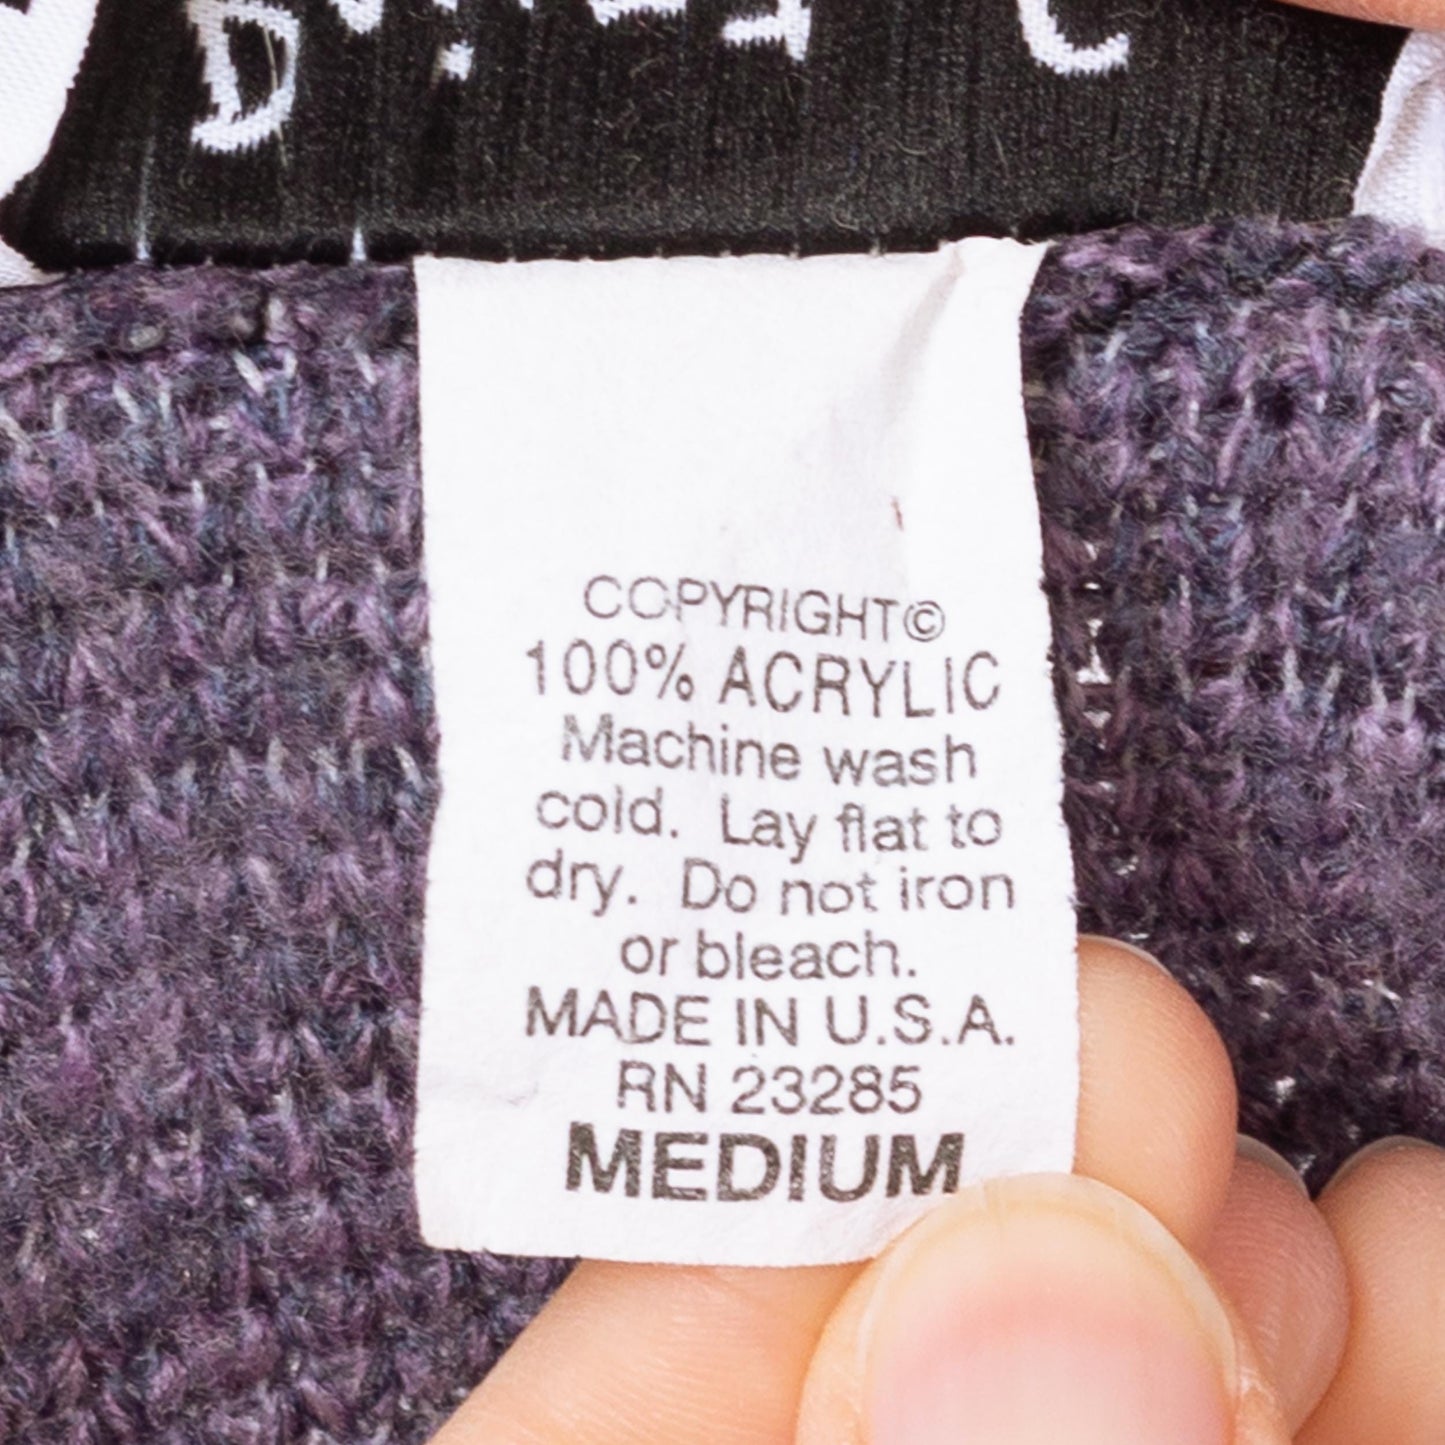 COPYRIGHT©
100% ACRYLIC
Machine wash
cold. Lay flat to
dry. Do not iron
or bleach.
MADE IN U.S.A.
RN 23285
MEDIUM